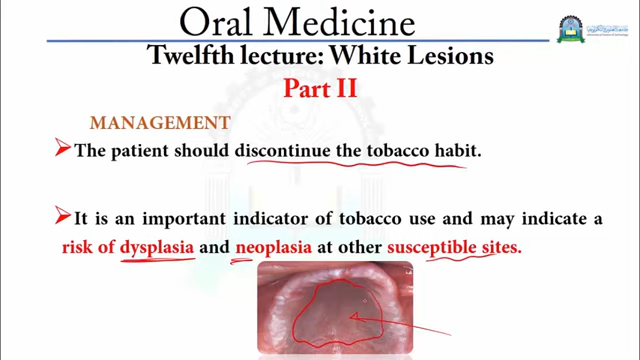 Oral Medicine
Twelfth lecture: White Lesions
Part II
MANAGEMENT
The patient should discontinue the tobacco habit.
It is an important indicator of tobacco use and may indicate a
risk of dysplasia and neoplasia at other susceptible sites.